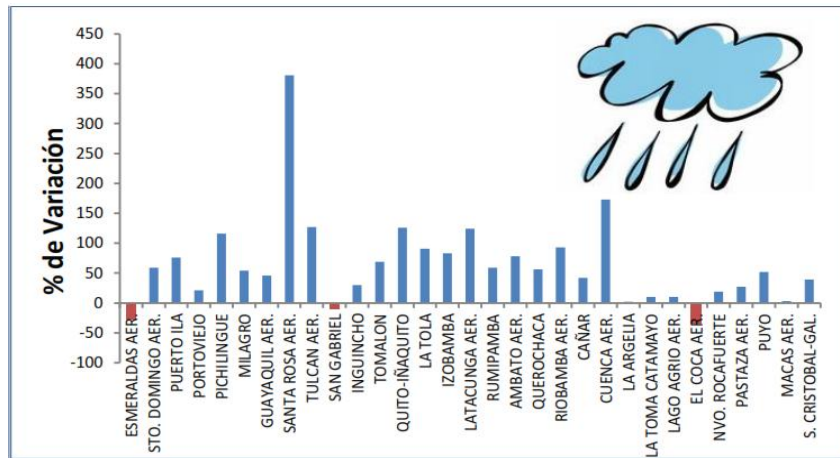 % de Variación
450
400
350
300
250
200
150
100
50
0
-50
-100
ESMERALDAS AER.
STO. DOMINGO AER.
PUERTO ILA
PORTOVIEJO
PICHILINGUE
MILAGRO
GUAYAQUIL AER.
SANTA ROSA AER.
TULCAN AER.
SAN GABRIEL
INGUINCHO
TOMALON
QUITO-IÑAQUITO
LA TOLA
IZOBAMBA
LATACUNGA AER.
RUMIPAMBA
AMBATO AER.
QUEROCHACA
RIOBAMBA AER.
CAÑAR
CUENCA AER.
LA ARGELIA
LA TOMA CATAMAYO
LAGO AGRIO AER.
EL COCA AER.
NVO. ROCAFUERTE
PASTAZA AER.
PUYO
MACAS AER.
S. CRISTOBAL-GAL.